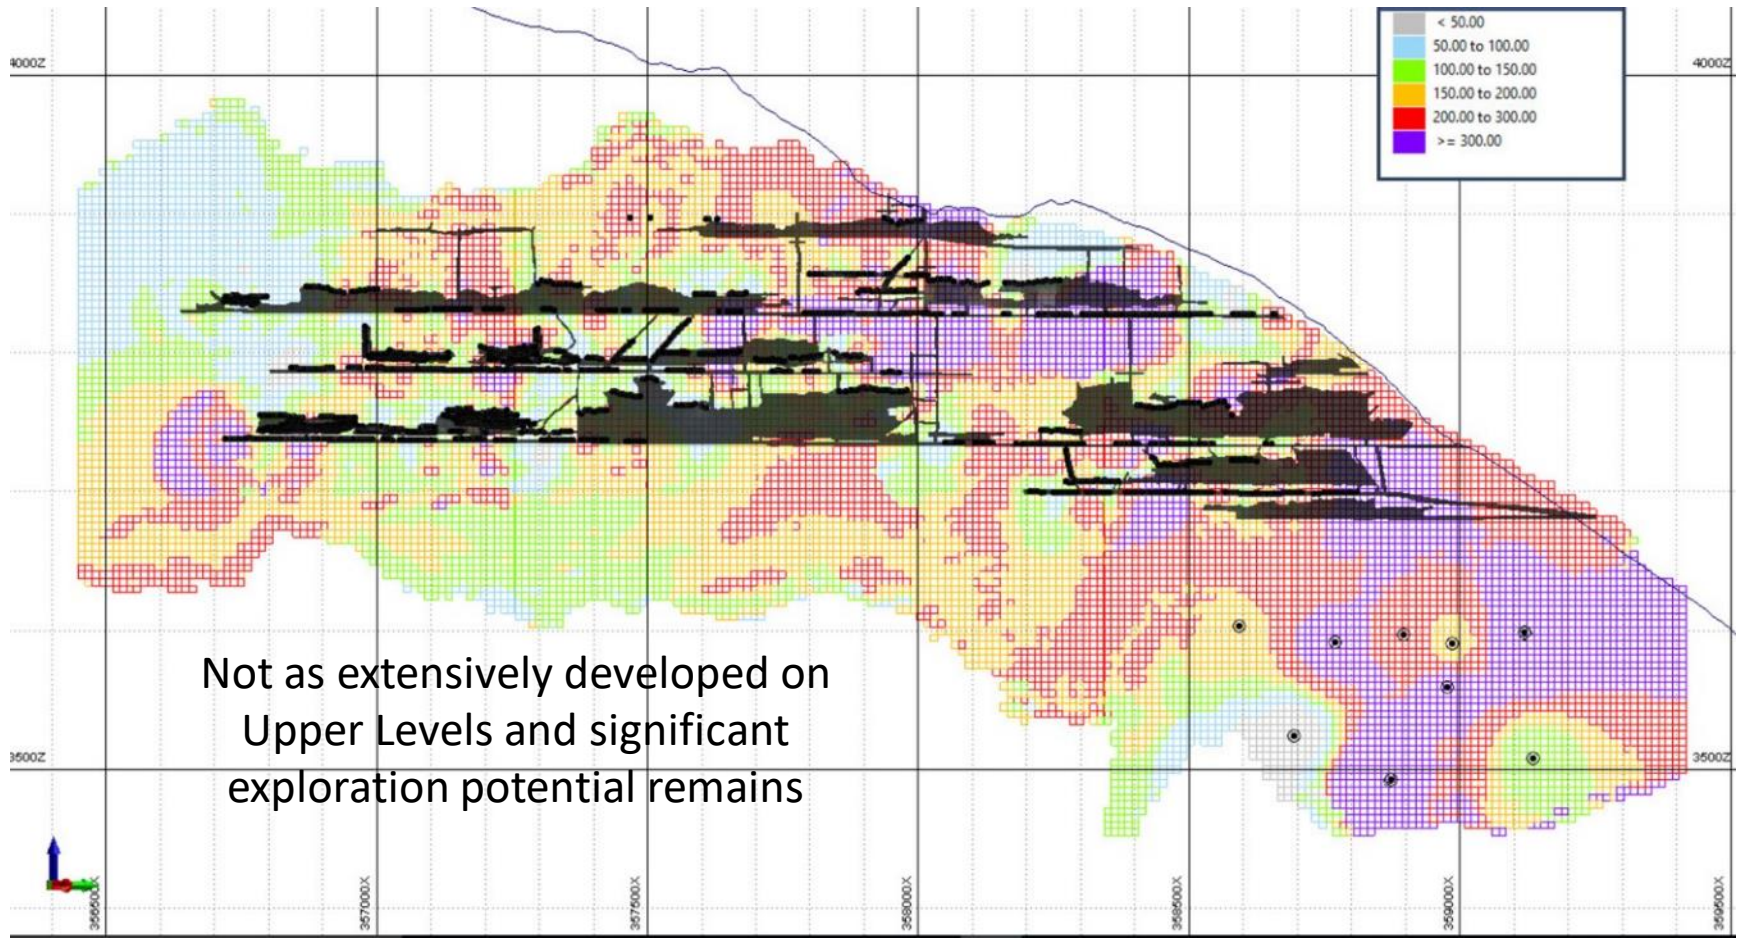 < 50.00
4000Z
50.00 to 100.00
4000Z
100.00 to 150.00
150.00 to 200.00
200.00 to 300.00
>= 300.00
Not as extensively developed on
Upper Levels and significant
exploration potential remains
3500Z
3500Z
356500X
357000X
357500X
358000X
358500X
359000X
359500X